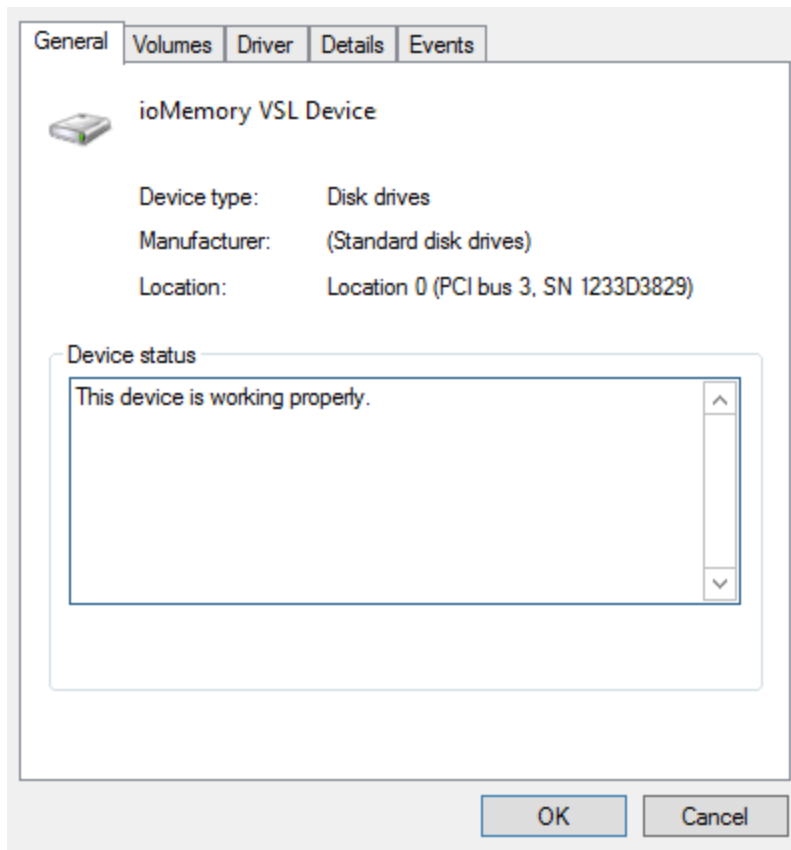 General Volumes Driver Details Events
ioMemory VSL Device
Device type: Disk drives
Manufacturer: (Standard disk drives)
Location: Location 0 (PCI bus 3, SN 1233D3829)
Device status
This device is working properly.
OK Cancel